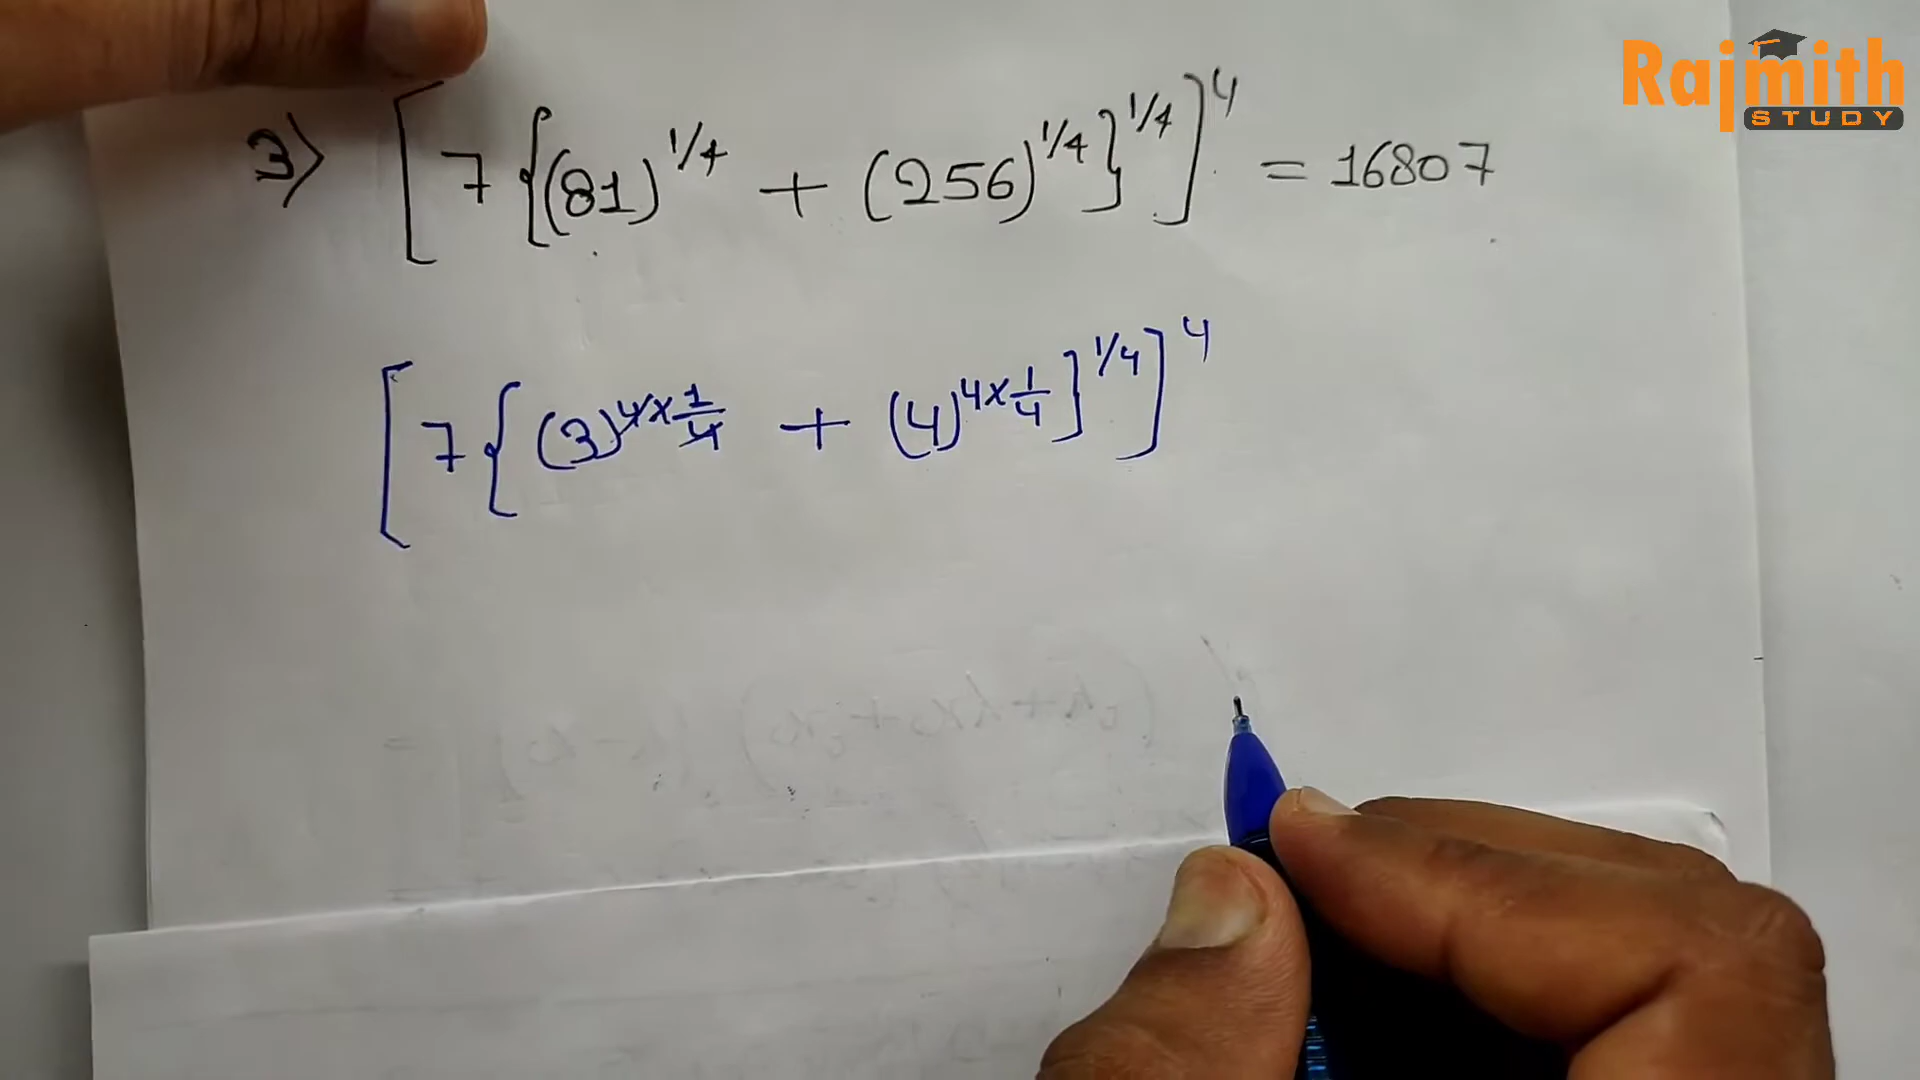 Rajmith
STUDY
3) [7{(81)^1/4 + (256)^1/4}^1/4]^4 = 16807
[7{(3)^4×1/4 + (4)^4×1/4}^1/4]^4